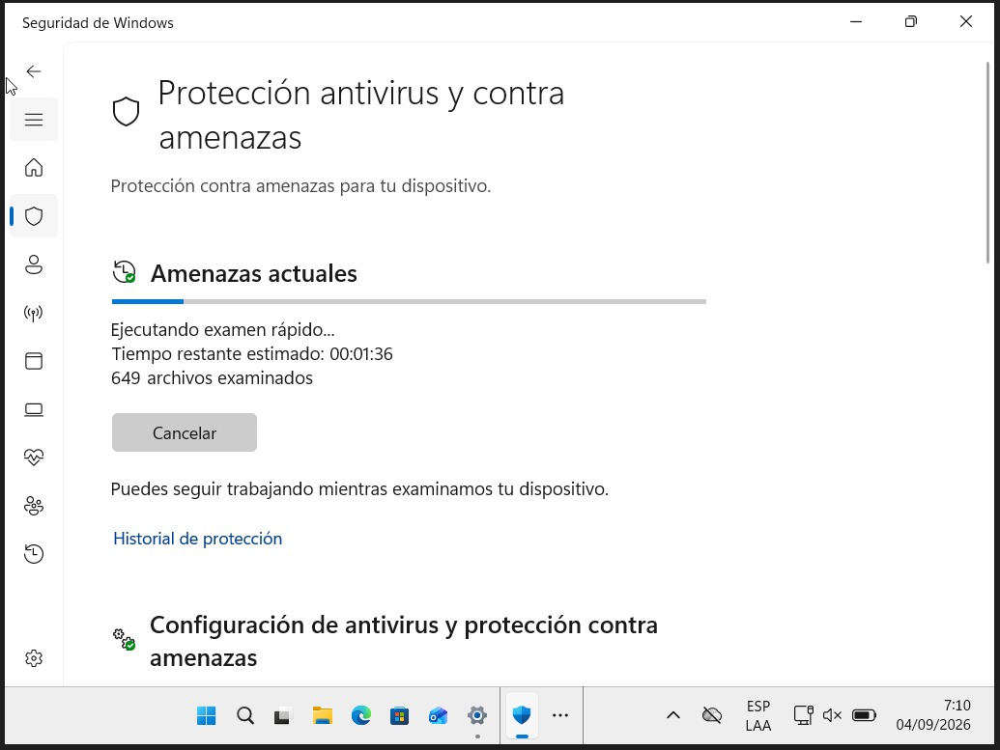 Seguridad de Windows
Protección antivirus y contra
amenazas
Protección contra amenazas para tu dispositivo.
Amenazas actuales
Ejecutando examen rápido...
Tiempo restante estimado: 00:01:36
649 archivos examinados
Cancelar
Puedes seguir trabajando mientras examinamos tu dispositivo.
Historial de protección
Configuración de antivirus y protección contra
amenazas
ESP
LAA
7:10
04/09/2026